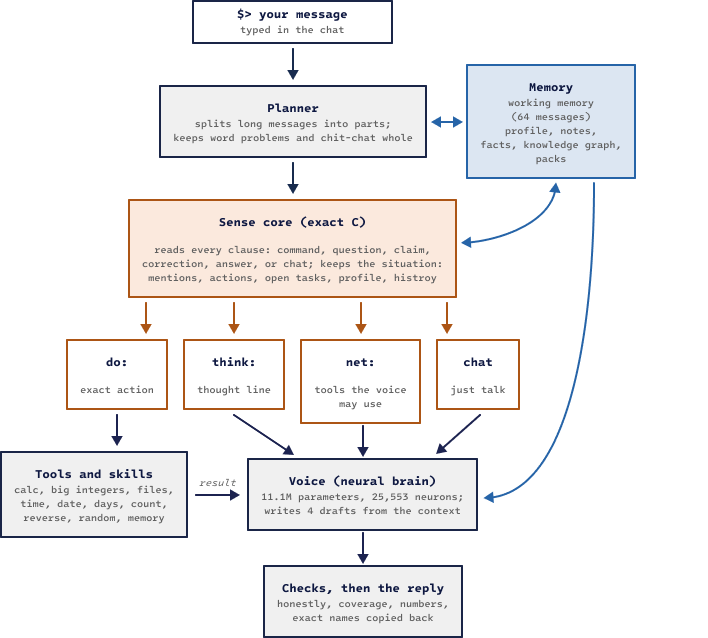 $> your message
typed in the chat
Planner
splits long messages into parts;
keeps word problems and chit-chat whole
Memory
working memory
(64 messages)
profile, notes,
facts, knowledge graph,
packs
Sense core (exact C)
reads every clause: command, question, claim,
correction, answer, or chat; keeps the situation:
mentions, actions, open tasks, profile, histroy
do:
exact action
think:
thought line
net:
tools the voice
may use
chat
just talk
Tools and skills
calc, big integers, files,
time, date, days, count,
reverse, random, memory
result
Voice (neural brain)
11.1M parameters, 25,553 neurons;
writes 4 drafts from the context
Checks, then the reply
honestly, coverage, numbers,
exact names copied back